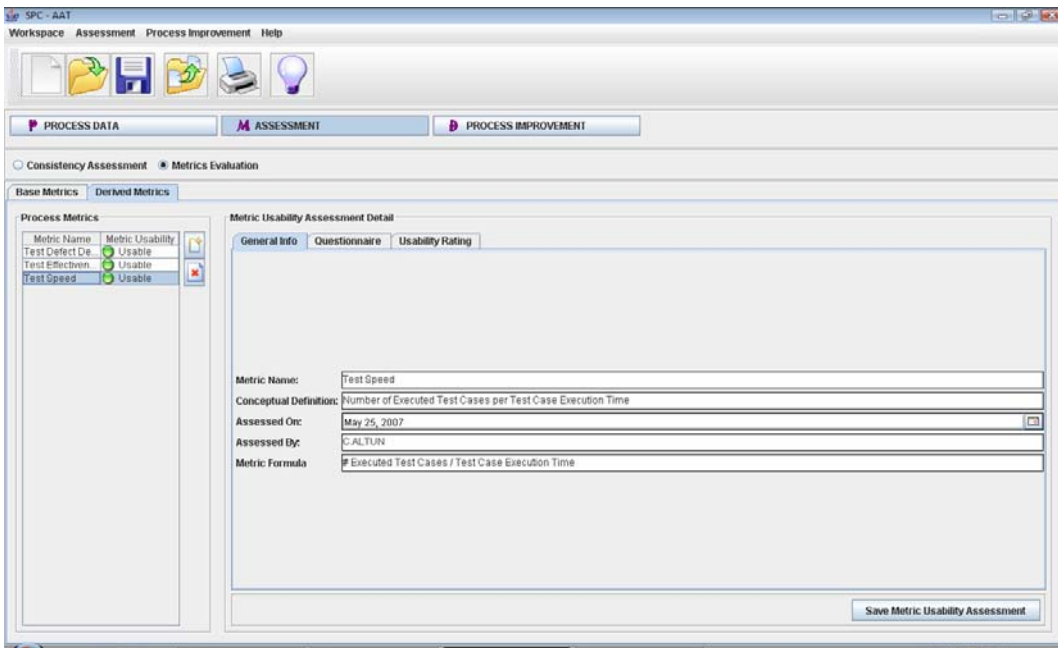 SPC - AAT
Workspace Assessment Process Improvement Help
P PROCESS DATA M ASSESSMENT PROCESS IMPROVEMENT
Consistency Assessment Metrics Evaluation
Base Metrics Derived Metrics
Process Metrics
Metric Name Metric Usability
Test Defect De... Usable
Test Effectiven... Usable
Test Speed Usable
Metric Usability Assessment Detail
General Info Questionnaire Usability Rating
Metric Name: Test Speed
Conceptual Definition: Number of Executed Test Cases per Test Case Execution Time
Assessed On: May 25, 2007
Assessed By: C.ALTUN
Metric Formula # Executed Test Cases / Test Case Execution Time
Save Metric Usability Assessment